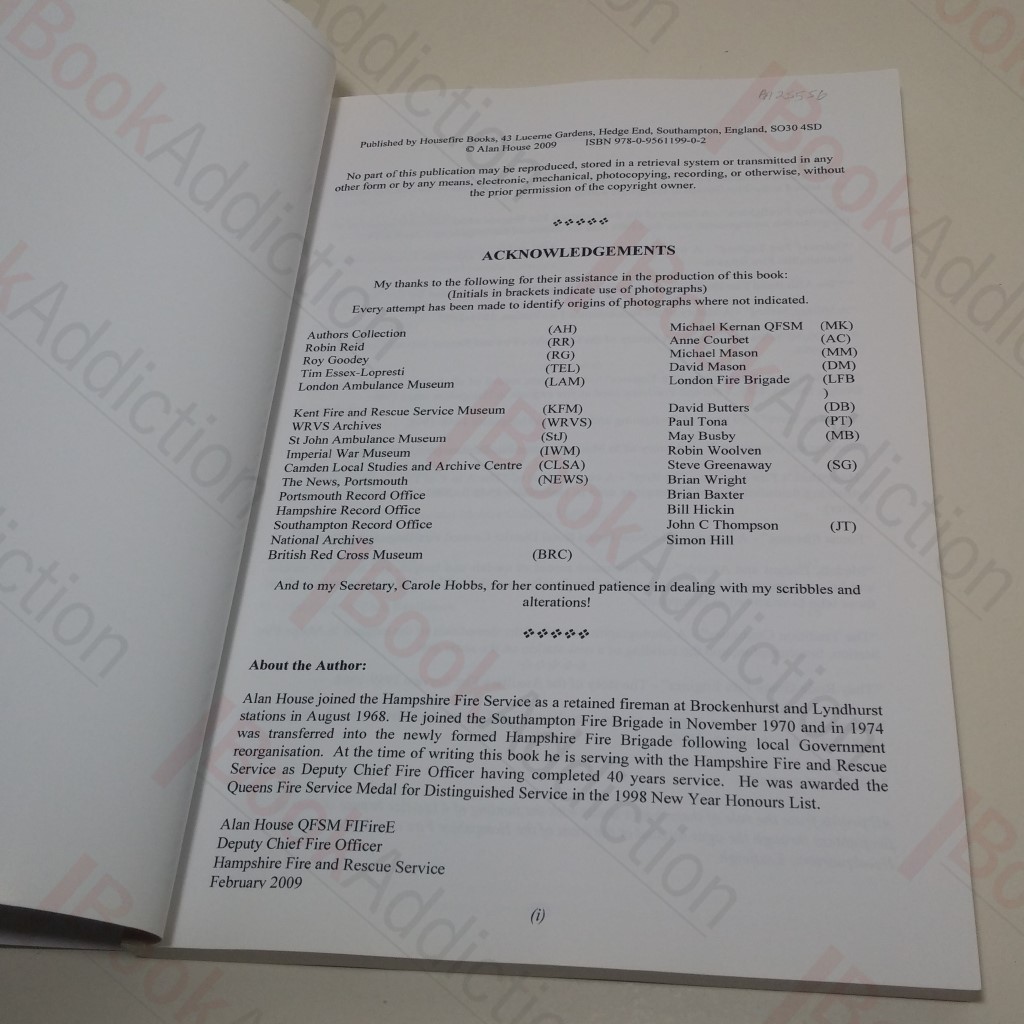 Published by Housefire Books, 43 Lucerne Gardens, Hedge End, Southampton, England, SO30 4SD
© Alan House 2009 ISBN 978-0-9561199-0-2
No part of this publication may be reproduced, stored in a retrieval system or transmitted in any
other form or by any means, electronic, mechanical, photocopying, recording, or otherwise, without
the prior permission of the copyright owner.
ACKNOWLEDGEMENTS
My thanks to the following for their assistance in the production of this book:
(Initials in brackets indicate use of photographs)
Every attempt has been made to identify origins of photographs where not indicated.
Authors Collection (AH) Michael Kernan QFSM (MK)
Robin Reid (RR) Anne Courbet (AC)
Roy Goodey (RG) Michael Mason (MM)
Tim Essex-Lopresti (TEL) David Mason (DM)
London Ambulance Museum (LAM) London Fire Brigade (LFB
)
Kent Fire and Rescue Service Museum (KFM) David Butters (DB)
WRVS Archives (WRVS) Paul Tona (PT)
St John Ambulance Museum (StJ) May Busby (MB)
Imperial War Museum (IWM) Robin Woolven
Camden Local Studies and Archive Centre (CLSA) Steve Greenaway (SG)
The News, Portsmouth (NEWS) Brian Wright
Portsmouth Record Office Brian Baxter
Hampshire Record Office Bill Hickin
Southampton Record Office John C Thompson (JT)
National Archives Simon Hill
British Red Cross Museum (BRC)
And to my Secretary, Carole Hobbs, for her continued patience in dealing with my scribbles and
alterations!
About the Author:
Alan House joined the Hampshire Fire Service as a retained fireman at Brockenhurst and Lyndhurst
stations in August 1968. He joined the Southampton Fire Brigade in November 1970 and in 1974
was transferred into the newly formed Hampshire Fire Brigade following local Government
reorganisation. At the time of writing this book he is serving with the Hampshire Fire and Rescue
Service as Deputy Chief Fire Officer having completed 40 years service. He was awarded the
Queens Fire Service Medal for Distinguished Service in the 1998 New Year Honours List.
Alan House QFSM FIFireE
Deputy Chief Fire Officer
Hampshire Fire and Rescue Service
February 2009
(i)
BookAddiction